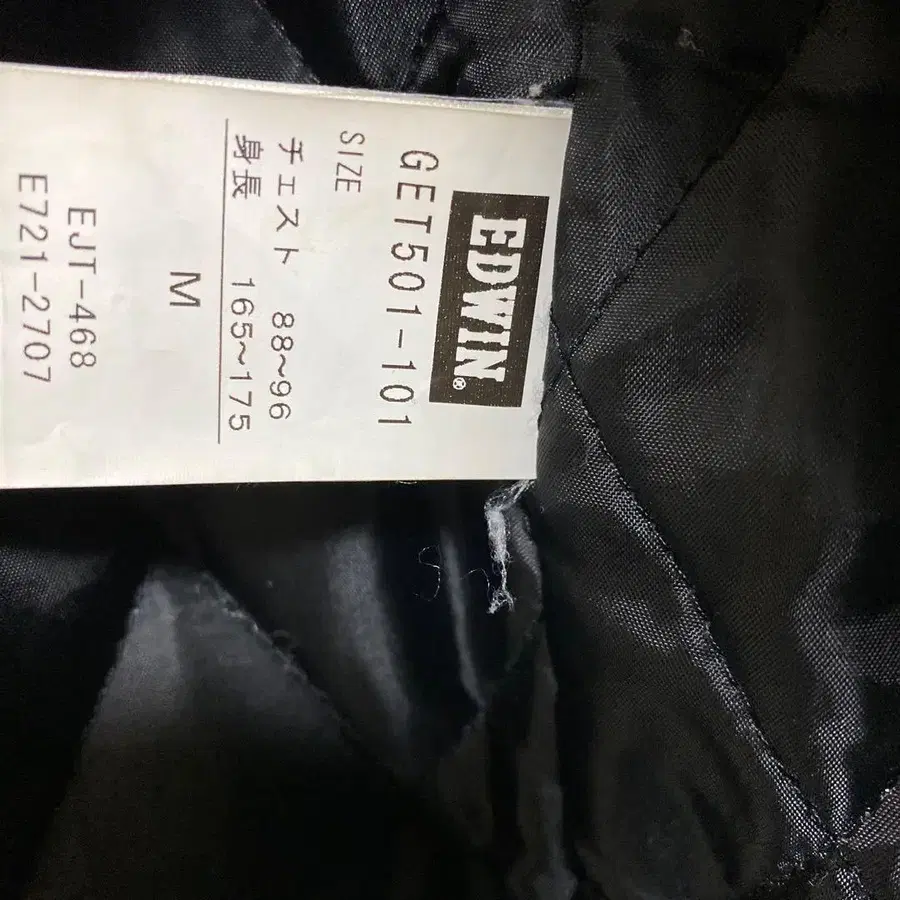 EDWIN®
GET501-101
SIZE
チェスト 88~96
身長 165~175
M
EJT-468
E721-2707